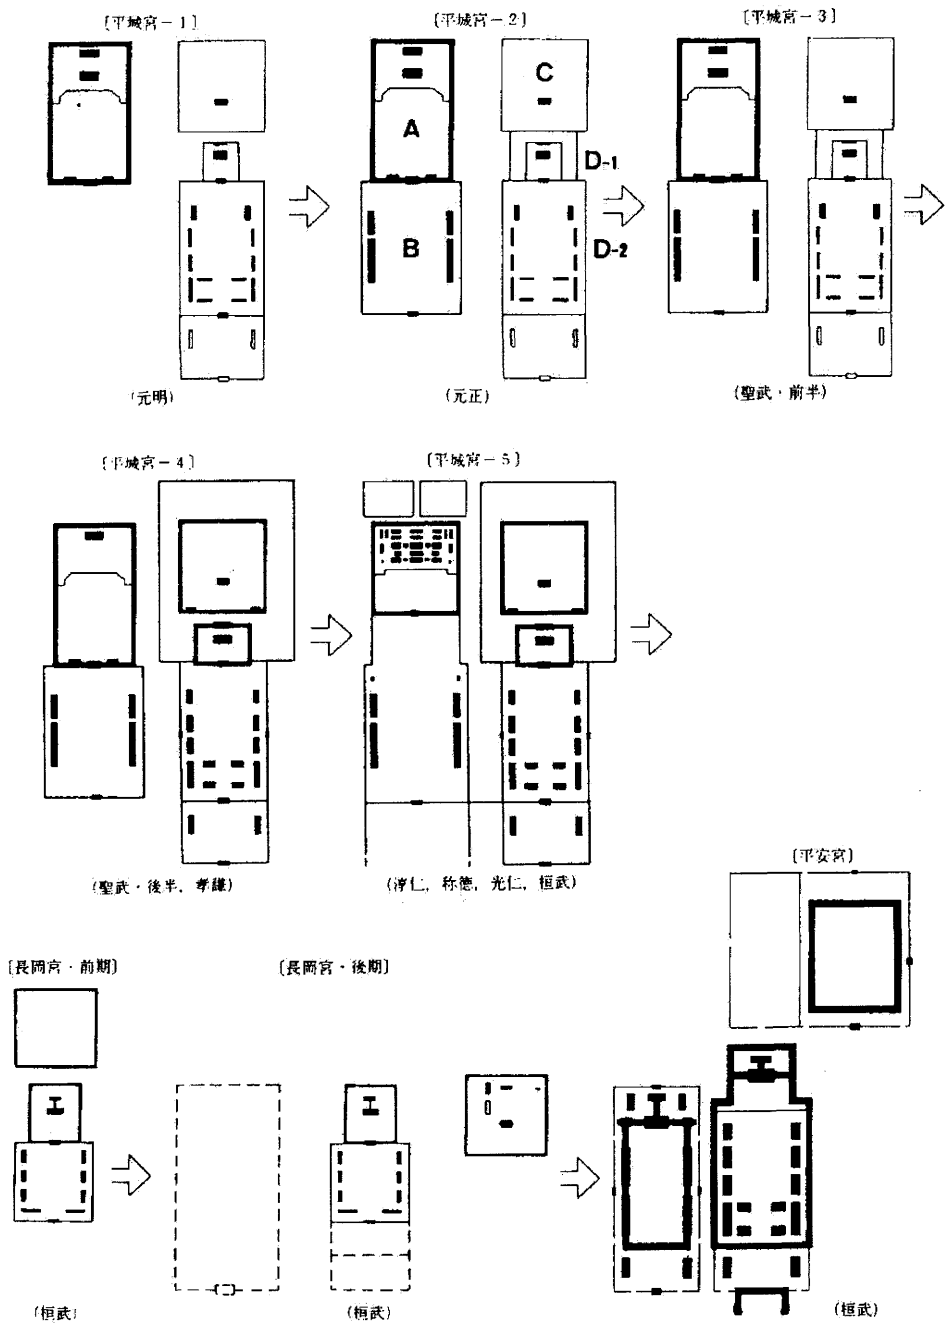 〔平城宮－1〕
〔平城宮－2〕
〔平城宮－3〕
C
A
D-1
B
D-2
(元明)
(元正)
(聖武・前半)
〔平城宮－4〕
〔平城宮－5〕
(聖武・後半, 孝謙)
(淳仁, 称徳, 光仁, 桓武)
〔平安宮〕
〔長岡宮・前期〕
〔長岡宮・後期〕
(桓武)
(桓武)
(桓武)